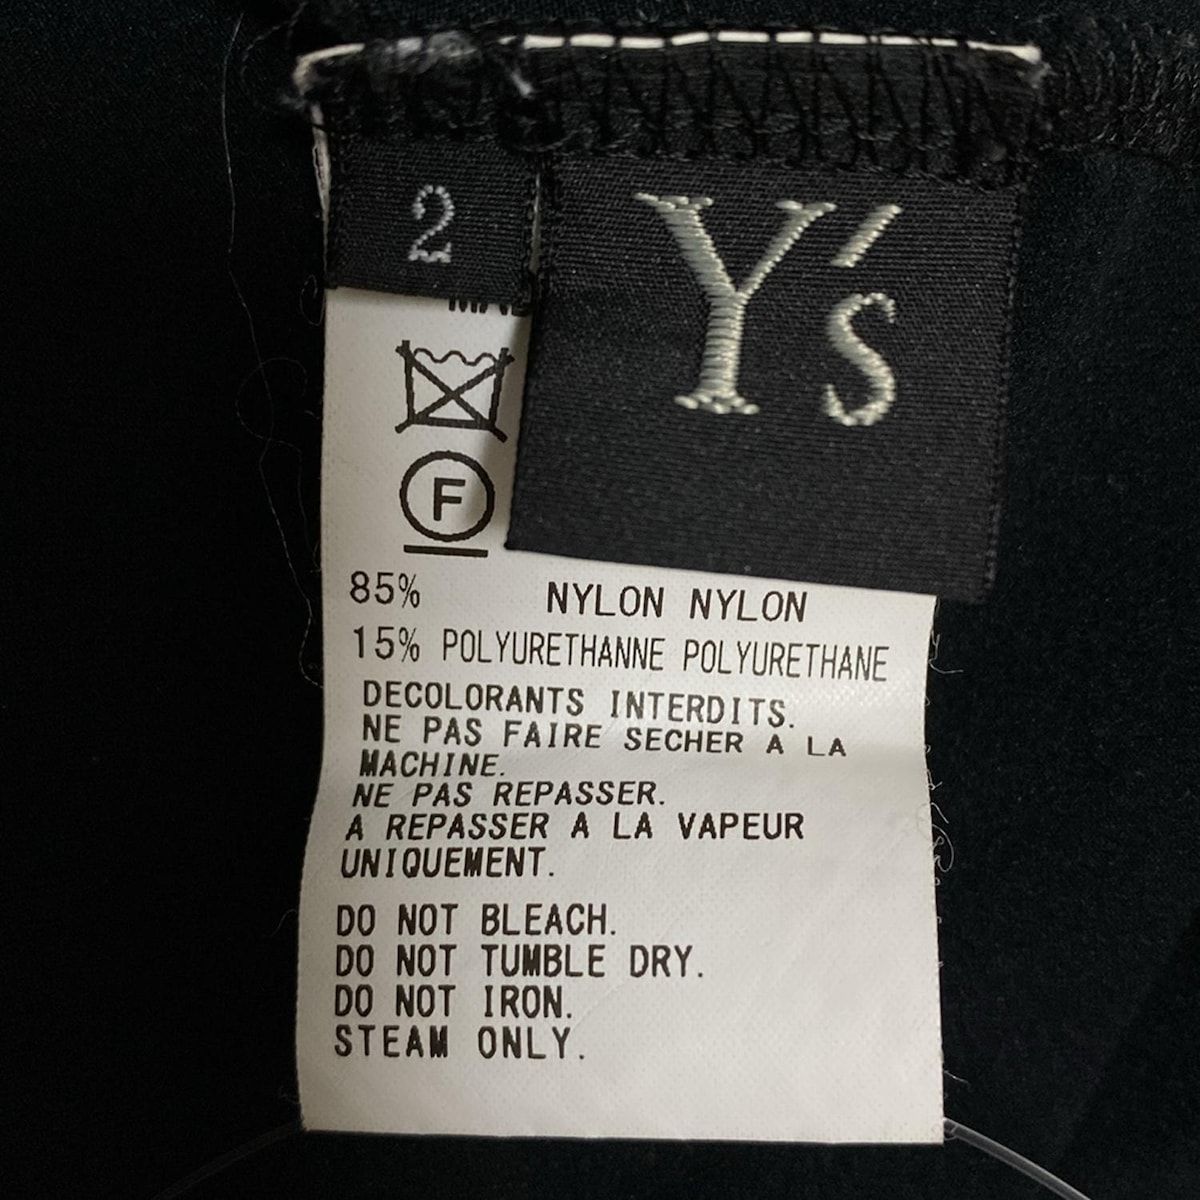 2
Y's
F
85% NYLON NYLON
15% POLYURETHANNE POLYURETHANE
DECOLORANTS INTERDITS.
NE PAS FAIRE SECHER A LA
MACHINE.
NE PAS REPASSER.
A REPASSER A LA VAPEUR
UNIQUEMENT.
DO NOT BLEACH.
DO NOT TUMBLE DRY.
DO NOT IRON.
STEAM ONLY.